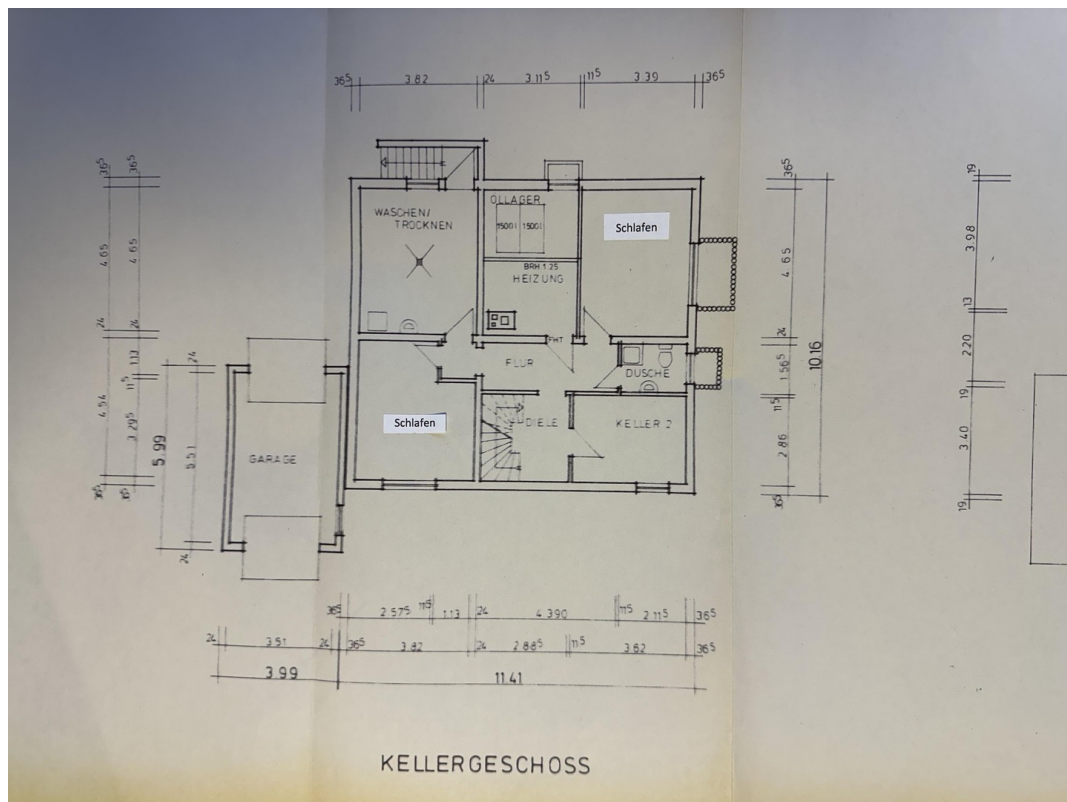 36⁵ 3.82 24 3.11⁵ 11⁵ 3.39 36⁵
36⁵ 36⁵ 36⁵ 19
WASCHEN/
TROCKNEN
ÖLLAGER
1500 l 1500 l
Schlafen
BRH.1.25
HEIZUNG
4.65 4.65 4.65 3.98
24 24 24 13
FHT
FLUR
DUSCHE
24 1.13 1.56⁵ 10.16 2.20
11⁵ 11⁵ 19
Schlafen
DIELE
KELLER 2
GARAGE
4.54 3.29⁵ 5.99 5.51 2.86 3.40
36⁵ 36⁵ 24 36⁵ 19
36⁵ 2.57⁵ 11⁵ 1.13 24 4.390 11⁵ 2.11⁵ 36⁵
24 3.51 24 36⁵ 3.82 24 2.88⁵ 11⁵ 3.62 36⁵
3.99 11.41
KELLERGESCHOSS